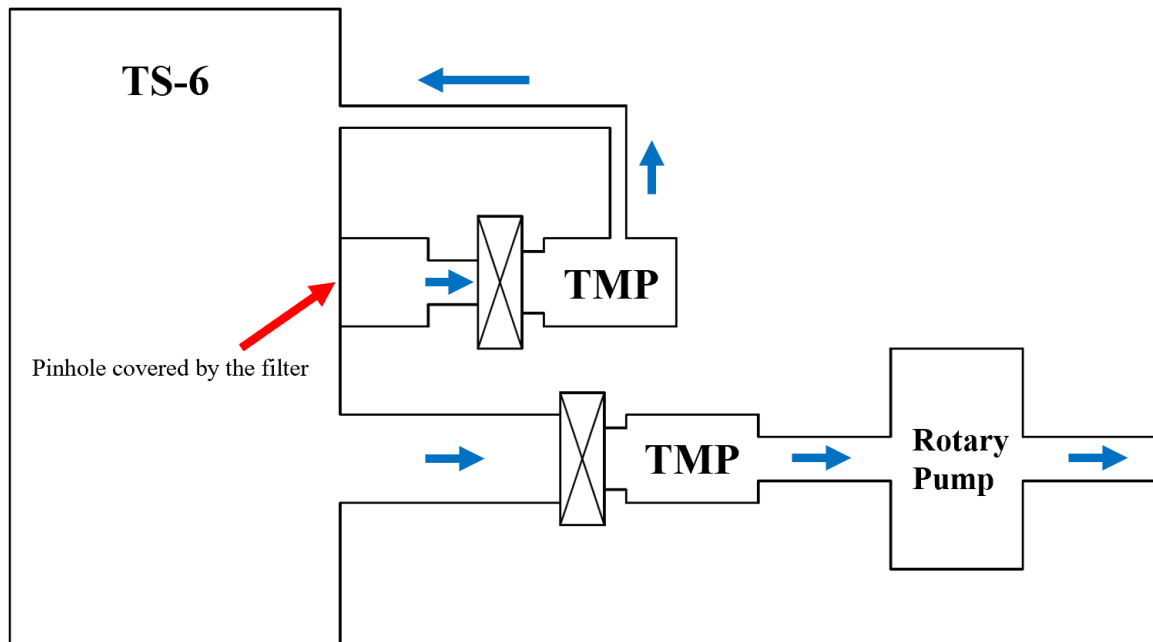 TS-6
TMP
Pinhole covered by the filter
TMP
Rotary
Pump